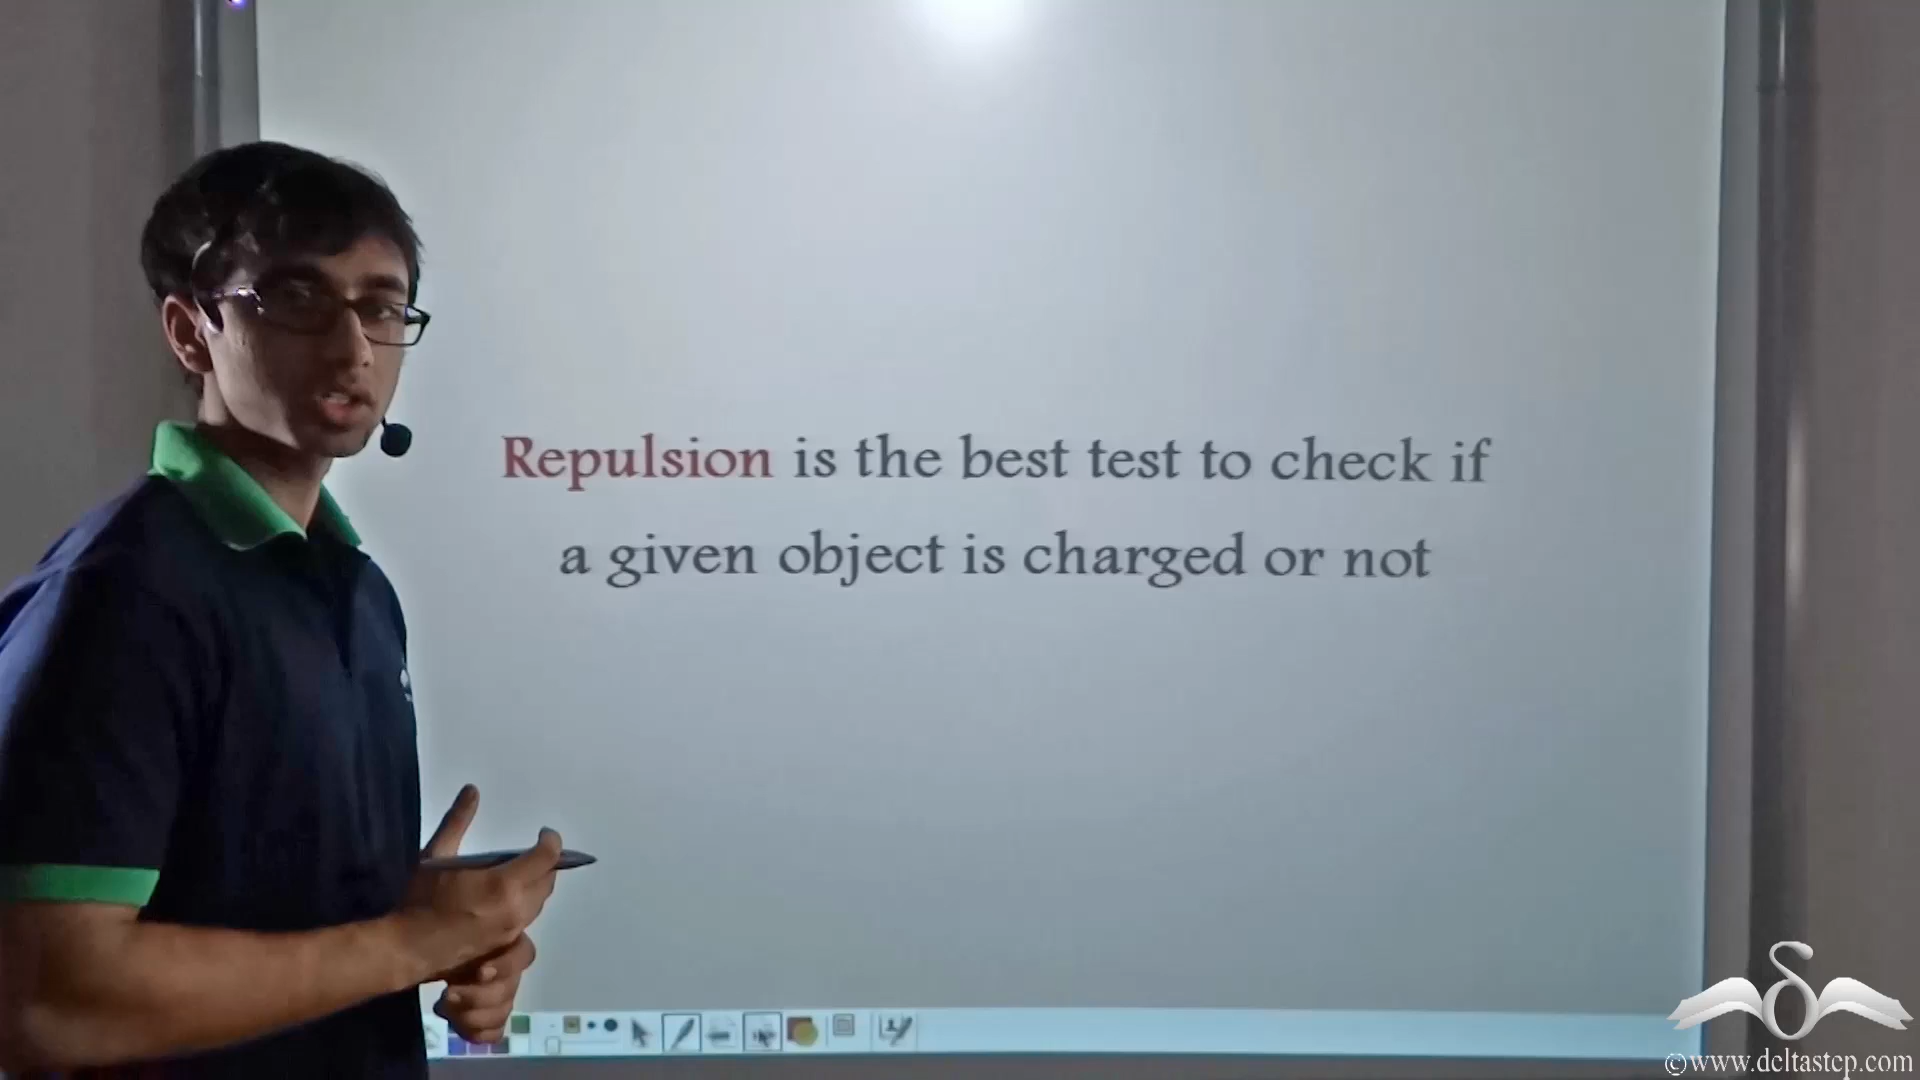 Repulsion is the best test to check if
a given object is charged or not
©www.deltastep.com